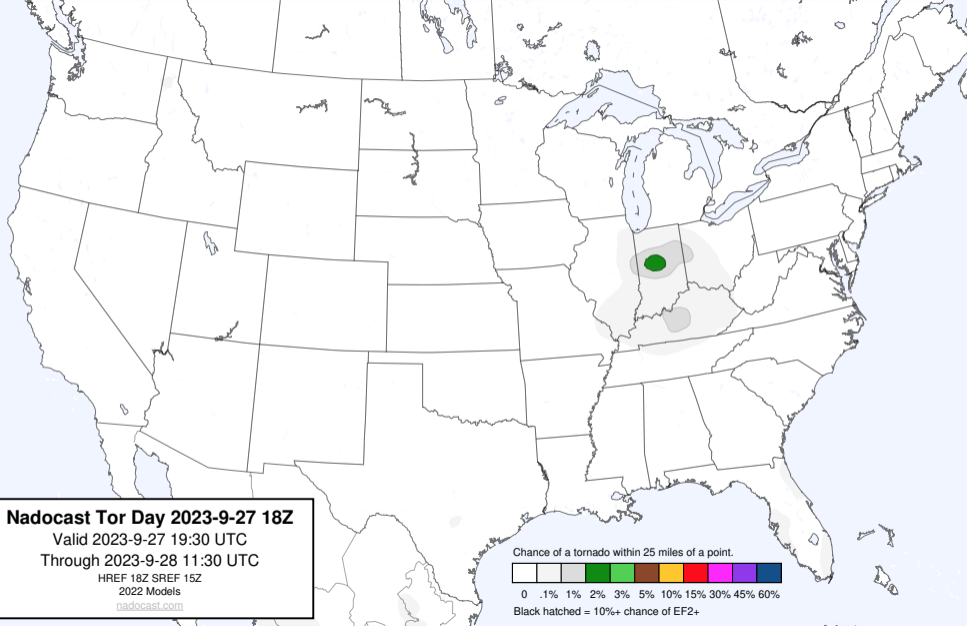 Nadocast Tor Day 2023-9-27 18Z
Valid 2023-9-27 19:30 UTC
Through 2023-9-28 11:30 UTC
HREF 18Z SREF 15Z
2022 Models
nadocast.com
Chance of a tornado within 25 miles of a point.
0 .1% 1% 2% 3% 5% 10% 15% 30% 45% 60%
Black hatched = 10%+ chance of EF2+